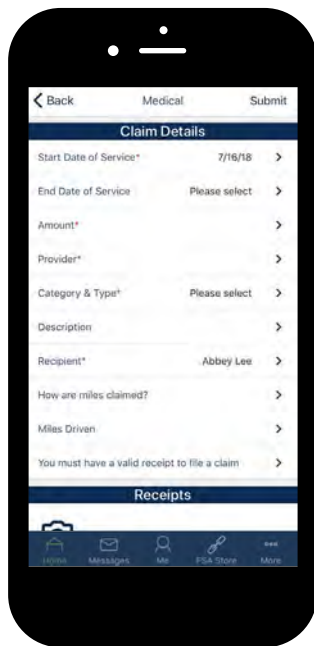 Back Medical Submit
Claim Details
Start Date of Service* 7/16/18
End Date of Service Please select
Amount*
Provider*
Category & Type* Please select
Description
Recipient* Abbey Lee
How are miles claimed?
Miles Driven
You must have a valid receipt to file a claim
Receipts
Home Messages Me FSA Store More